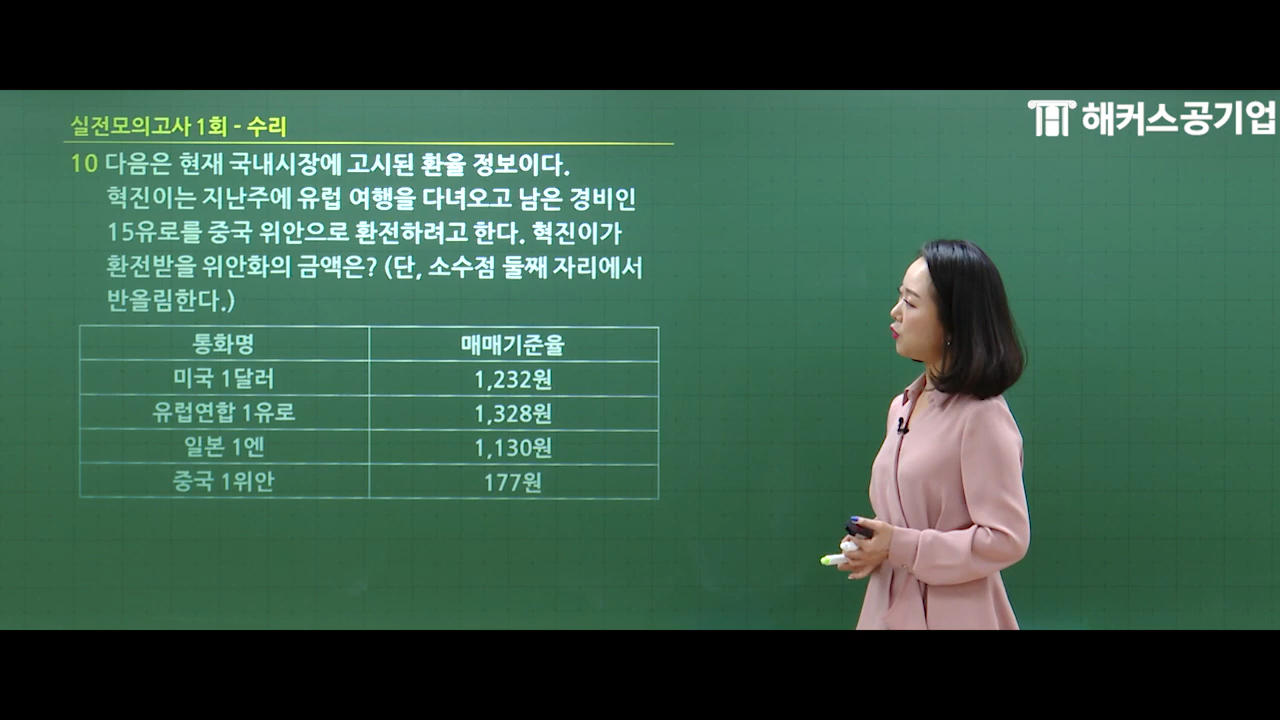 해커스공기업
실전모의고사 1회 - 수리
10 다음은 현재 국내시장에 고시된 환율 정보이다.
혁진이는 지난주에 유럽 여행을 다녀오고 남은 경비인
15유로를 중국 위안으로 환전하려고 한다. 혁진이가
환전받을 위안화의 금액은? (단, 소수점 둘째 자리에서
반올림한다.)
통화명 매매기준율
미국 1달러 1,232원
유럽연합 1유로 1,328원
일본 1엔 1,130원
중국 1위안 177원